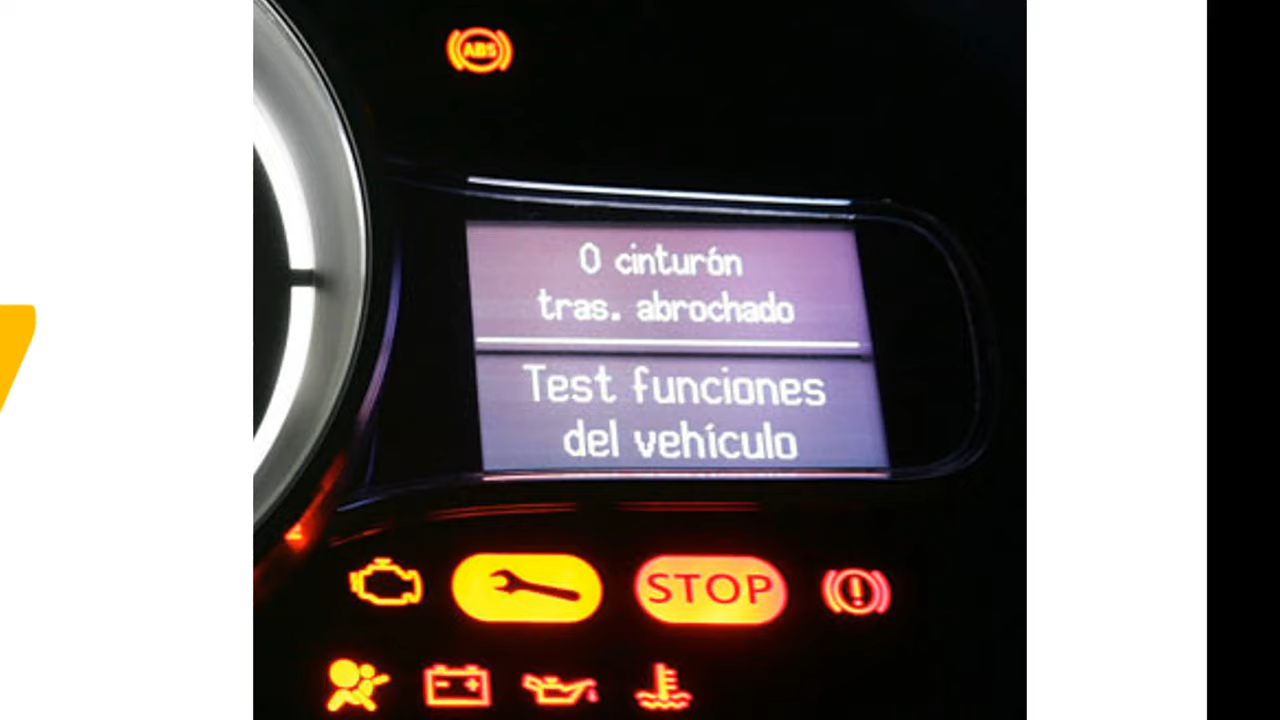 ABS
0 cinturón
tras. abrochado
Test funciones
del vehículo
STOP